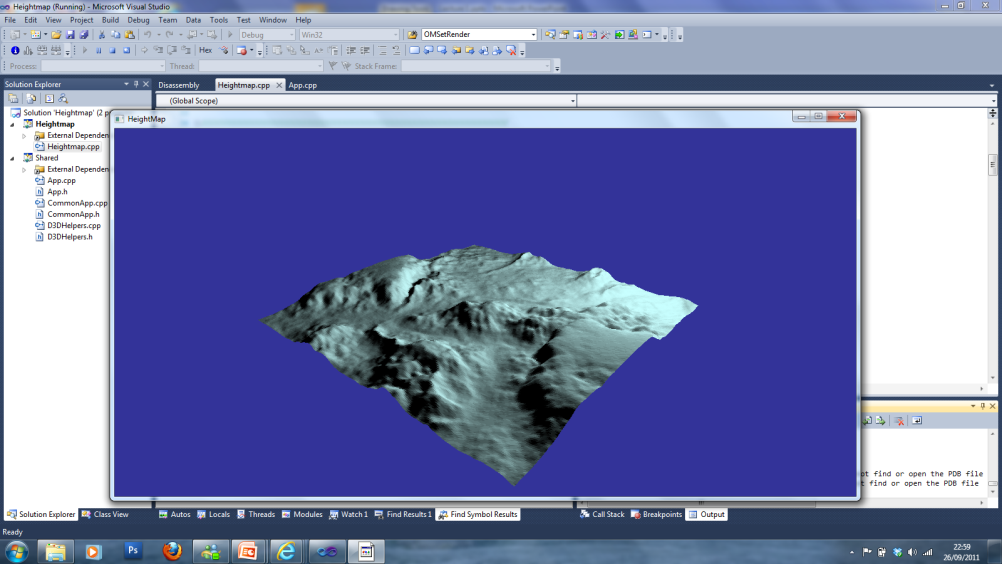 Heightmap (Running) - Microsoft Visual Studio
File Edit View Project Build Debug Team Data Tools Test Window Help
Debug Win32 OMSetRender
Hex
Process: Thread: Stack Frame:
Solution Explorer
Disassembly Heightmap.cpp App.cpp
(Global Scope)
Solution 'Heightmap' (2 p
HeightMap
Heightmap
External Dependen
Heightmap.cpp
Shared
External Dependen
App.cpp
App.h
CommonApp.cpp
CommonApp.h
D3DHelpers.cpp
D3DHelpers.h
ot find or open the PDB file
ot find or open the PDB file
Solution Explorer Class View Autos Locals Threads Modules Watch 1 Find Results 1 Find Symbol Results Call Stack Breakpoints Output
Ready
Ps
22:59
26/09/2011